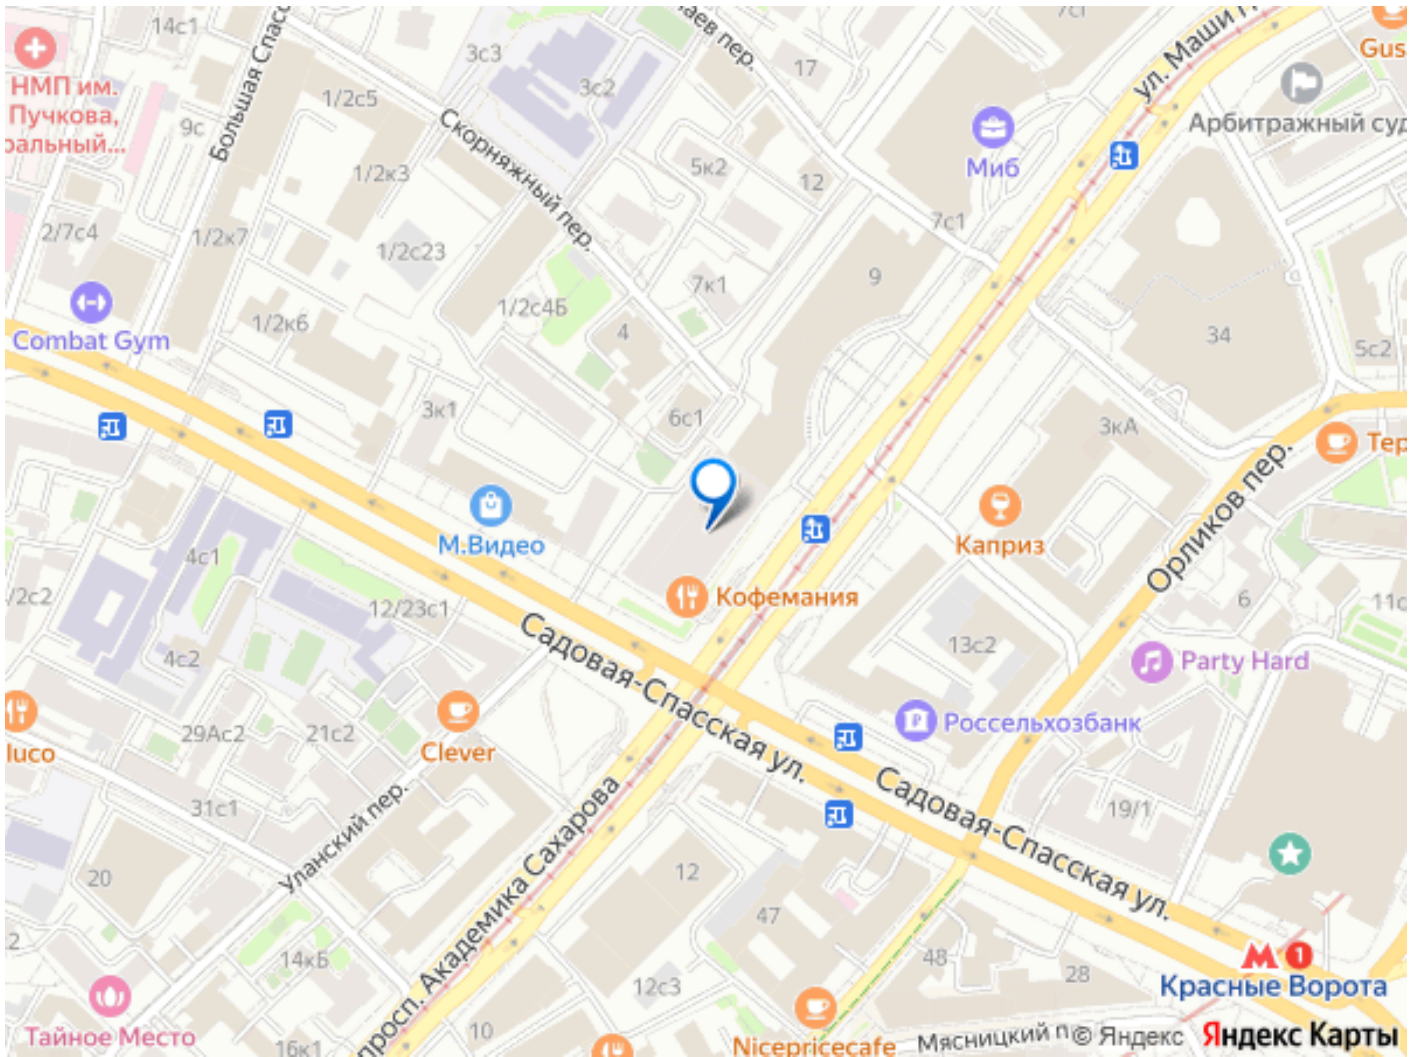 14с1
7с1
Gus
НМП им.
Пучкова,
ральный...
Большая Спасс
3с3
3с2
1/2с5
аев пер.
17
ул. Маши П
Арбитражный суд
9с
Скорняжный пер.
1/2к3
5к2
12
Миб
7с1
2/7с4
1/2к7
1/2с23
9
7к1
Combat Gym
1/2к6
1/2с4Б
4
34
5с2
3к1
6с1
3кА
Тер
М.Видео
Каприз
Орликов пер.
4с1
/2с2
12/23с1
Кофемания
6
11с
4с2
Садовая-Спасская ул.
13с2
Party Hard
luco
29Ас2
21с2
Clever
Россельхозбанк
31с1
Уланский пер.
Садовая-Спасская ул.
19/1
20
просп. Академика Сахарова
12
47
48
28
14кБ
12с3
1
Красные Ворота
Тайное Место
16к1
10
Nicepricecafe
Мясницкий п
© Яндекс
Яндекс Карты